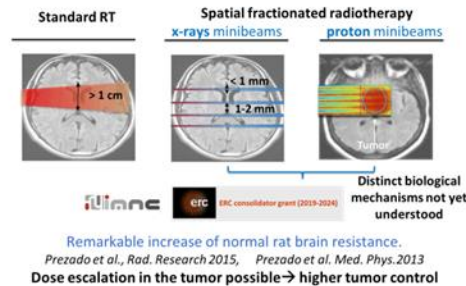 Standard RT
Spatial fractionated radiotherapy
x-rays minibeams
proton minibeams
> 1 cm
< 1 mm
1-2 mm
Tumor
Distinct biological
mechanisms not yet
understood
imnc
erc
ERC consolidator grant (2019-2024)
Remarkable increase of normal rat brain resistance.
Prezado et al., Rad. Research 2015, Prezado et al. Med. Phys.2013
Dose escalation in the tumor possible→ higher tumor control